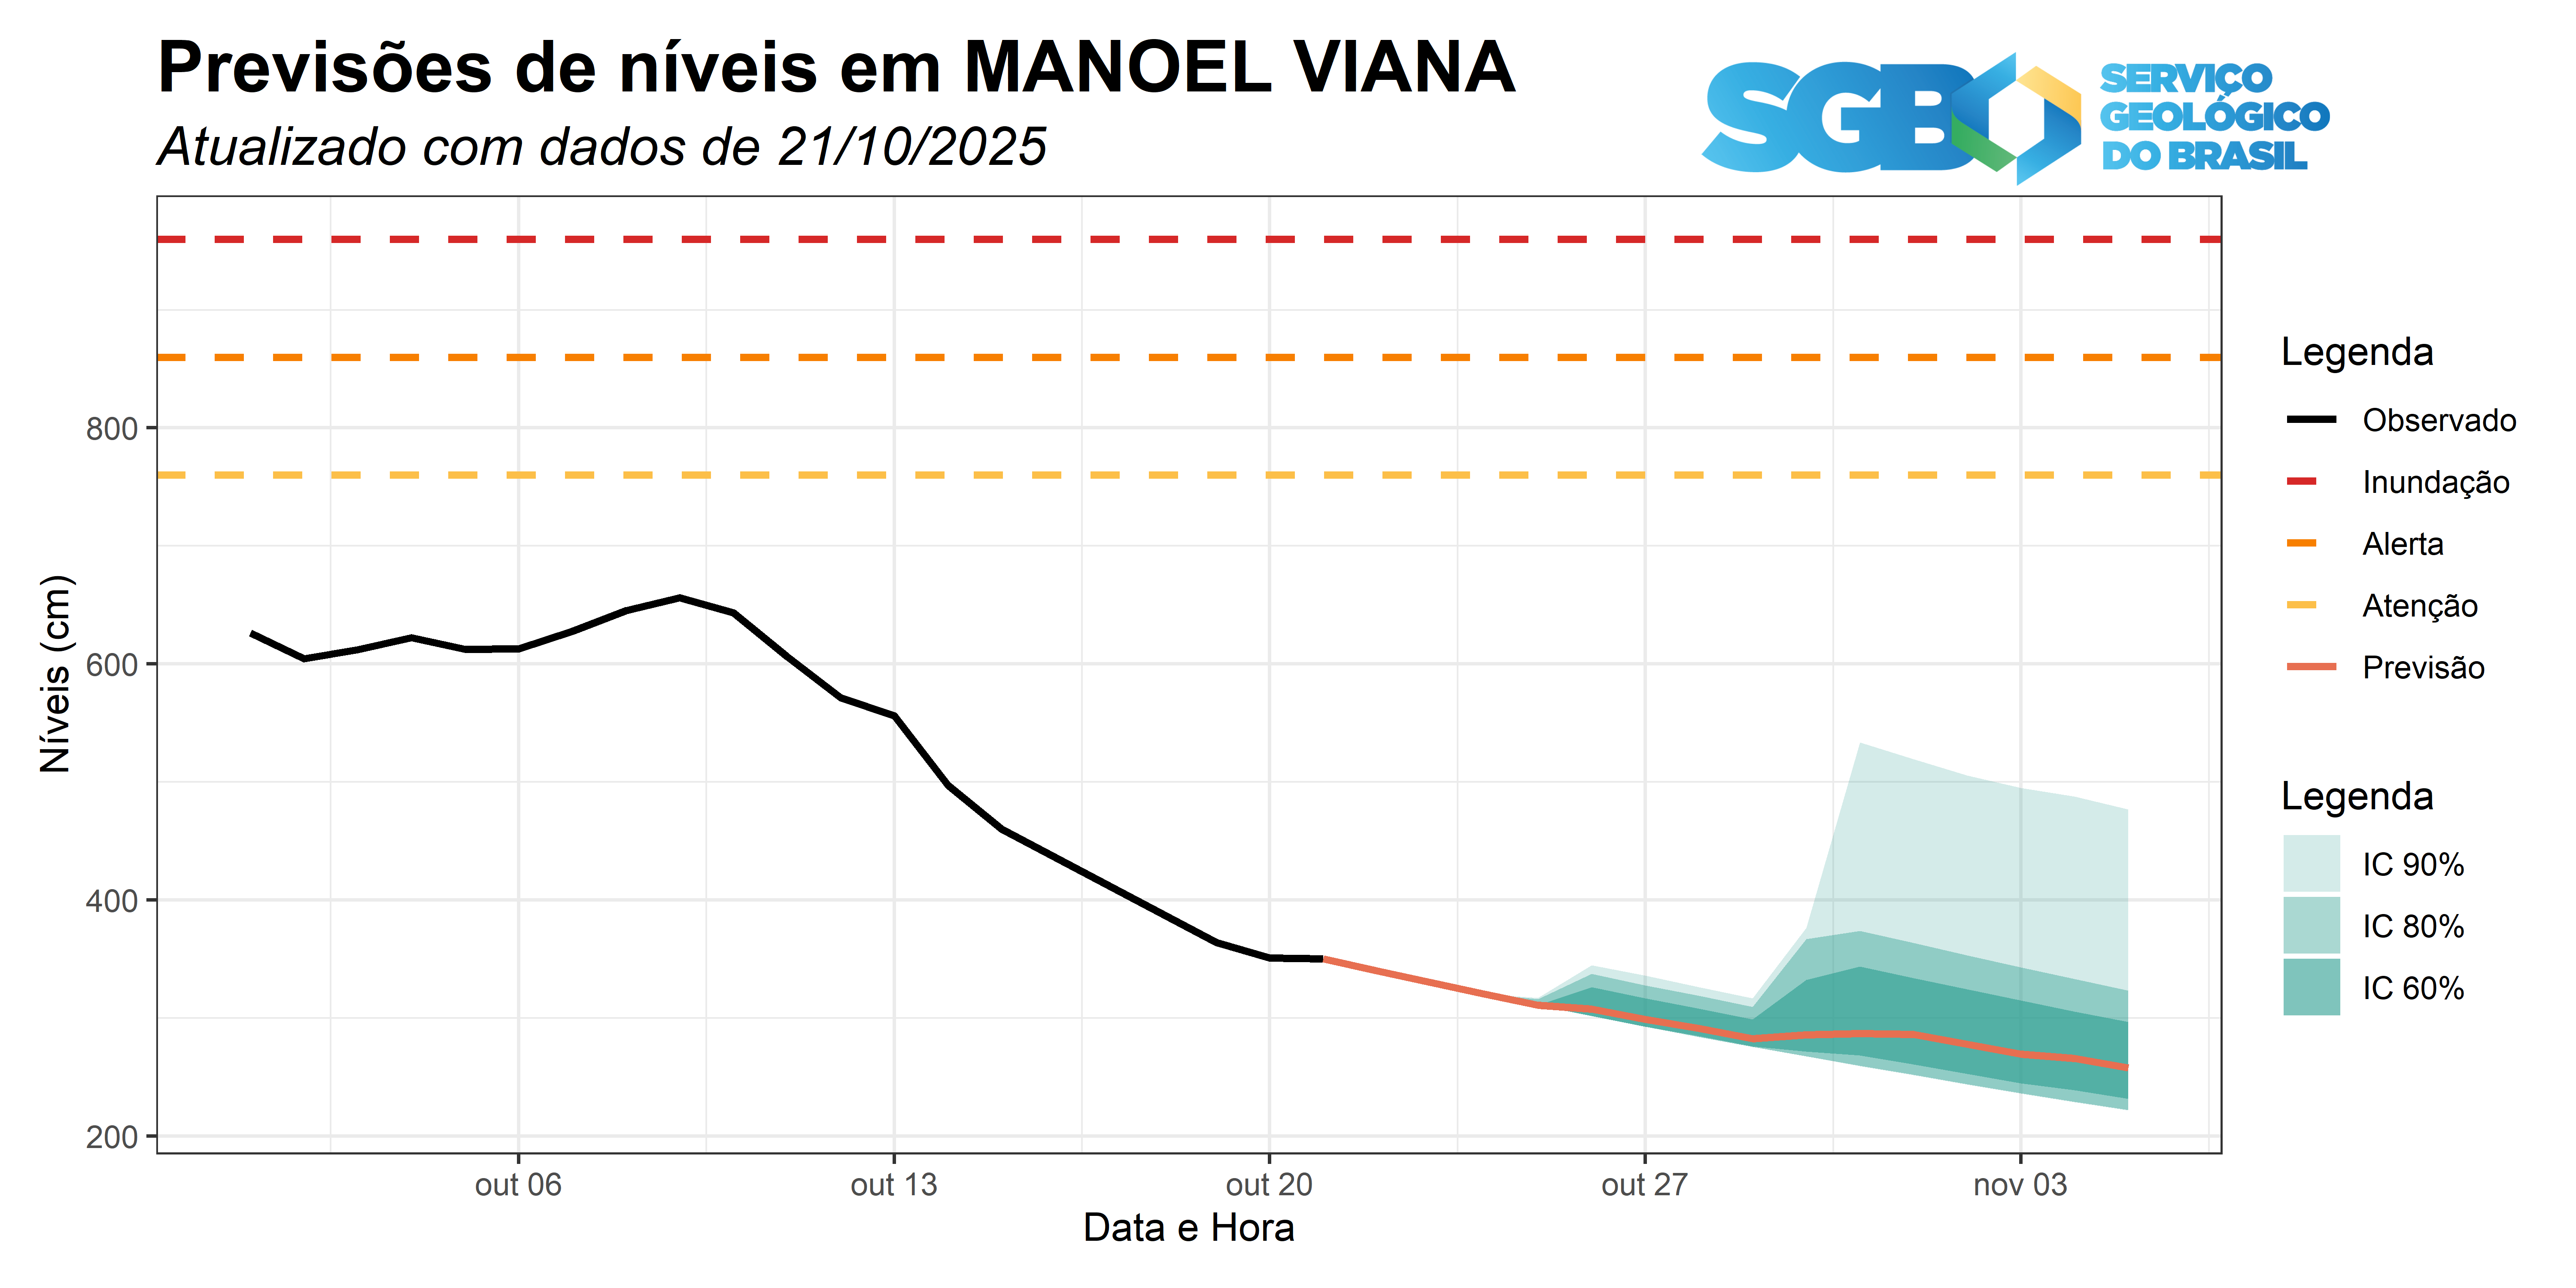 Previsões de níveis em MANOEL VIANA
Atualizado com dados de 21/10/2025
SGB
SERVIÇO
GEOLÓGICO
DO BRASIL
Níveis (cm)
800
600
400
200
out 06
out 13
out 20
out 27
nov 03
Data e Hora
Legenda
Observado
Inundação
Alerta
Atenção
Previsão
Legenda
IC 90%
IC 80%
IC 60%